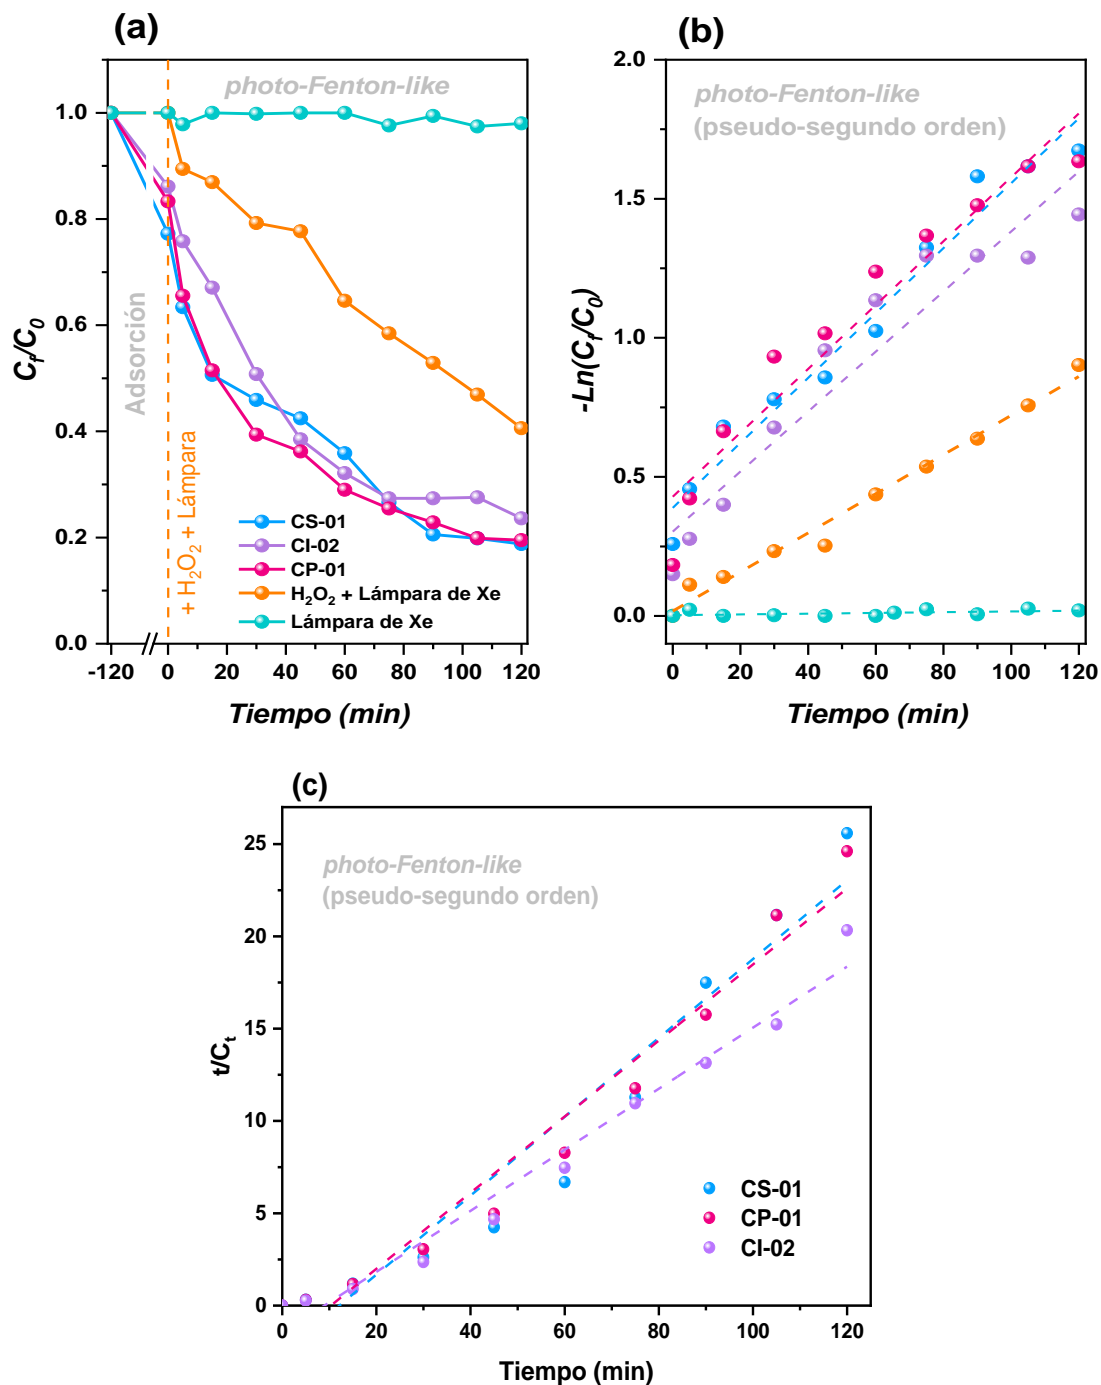 (a)
photo-Fenton-like
1.0
0.8
0.6
0.4
0.2
0.0
Cf/C0
Adsorción
+ H2O2 + Lámpara
CS-01
CI-02
CP-01
H2O2 + Lámpara de Xe
Lámpara de Xe
-120 0 20 40 60 80 100 120
Tiempo (min)
(b)
photo-Fenton-like
(pseudo-segundo orden)
2.0
1.5
1.0
0.5
0.0
-Ln(Cf/C0)
0 20 40 60 80 100 120
Tiempo (min)
(c)
photo-Fenton-like
(pseudo-segundo orden)
25
20
15
10
5
0
t/Ct
CS-01
CP-01
CI-02
0 20 40 60 80 100 120
Tiempo (min)